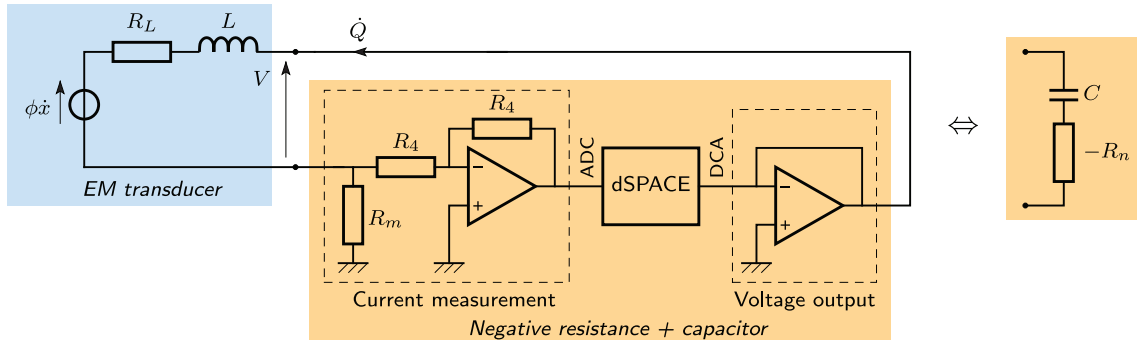 R_L
L
Q̇
V
ϕẋ
EM transducer
R_4
R_4
−
+
R_m
Current measurement
ADC
dSPACE
DCA
−
+
Voltage output
Negative resistance + capacitor
⇔
C
−R_n